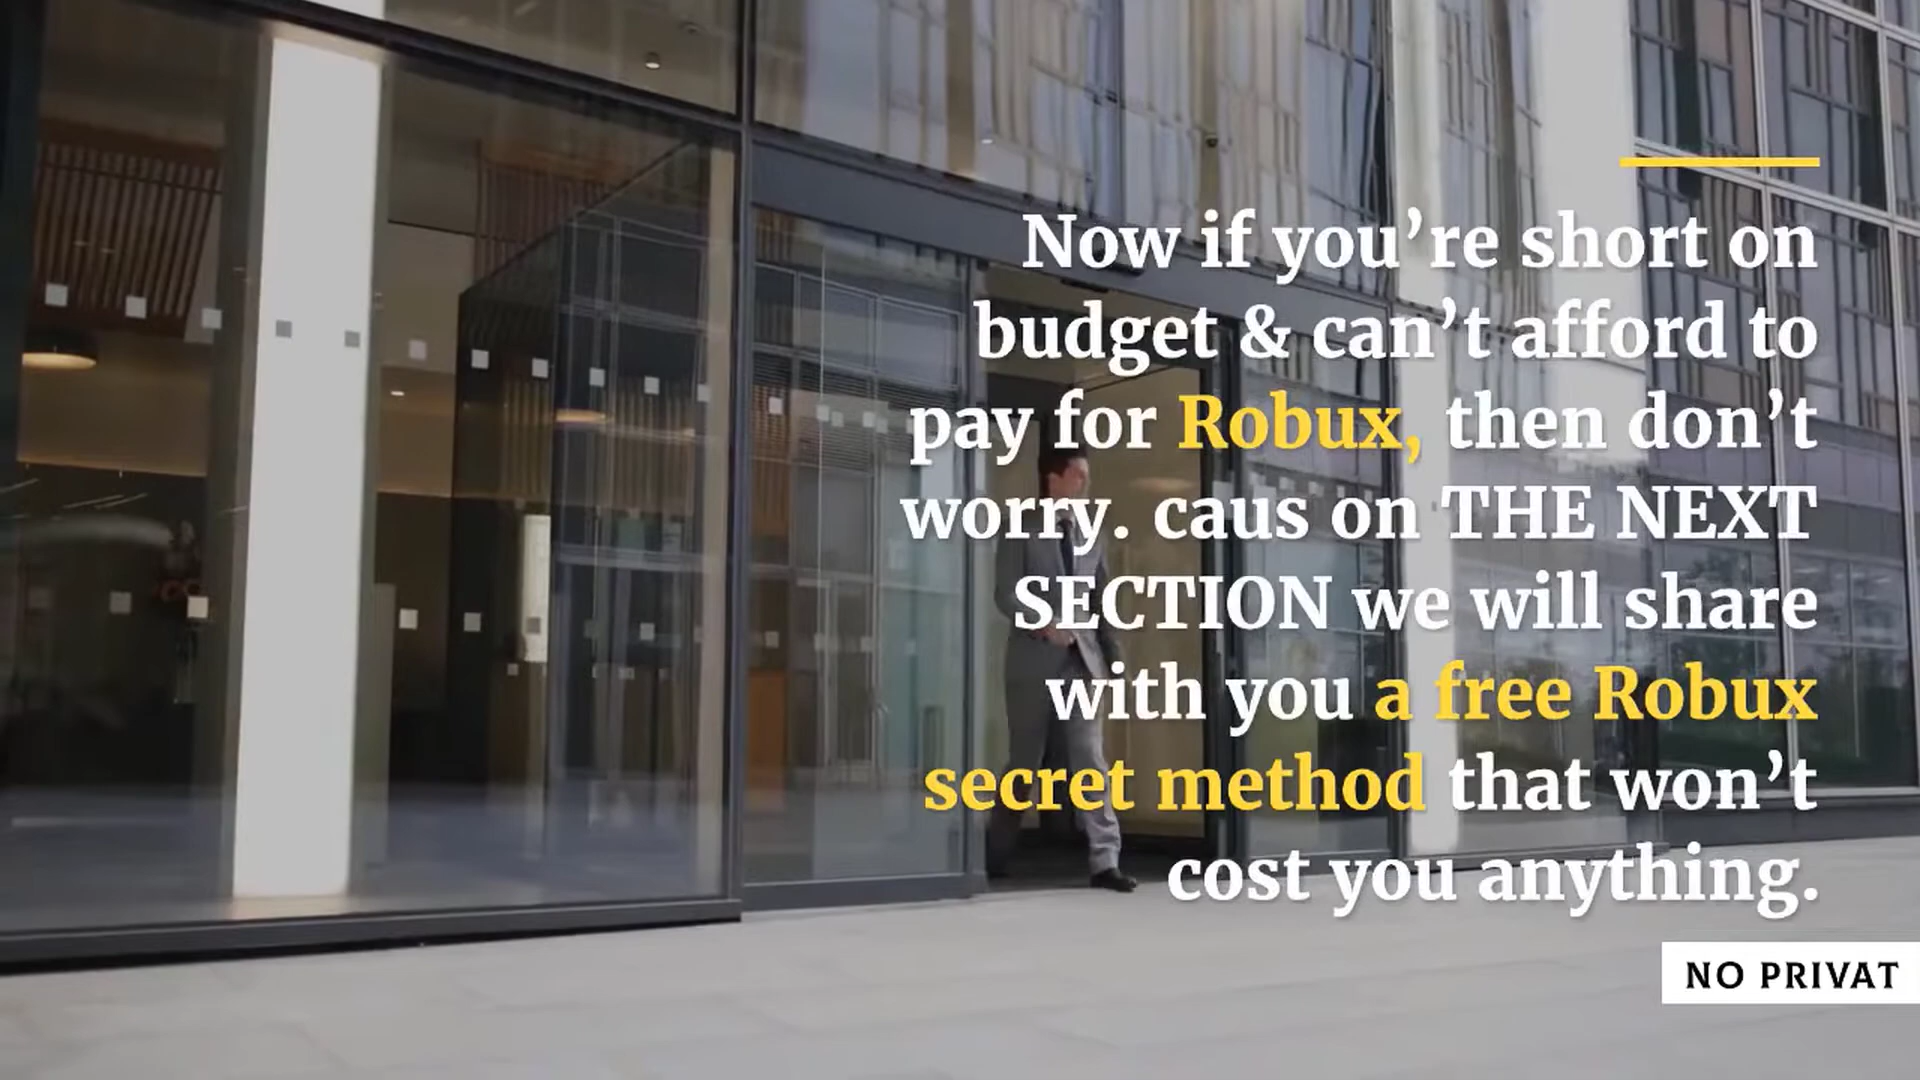 Now if you’re short on
budget & can’t afford to
pay for Robux, then don’t
worry. caus on THE NEXT
SECTION we will share
with you a free Robux
secret method that won’t
cost you anything.
NO PRIVAT